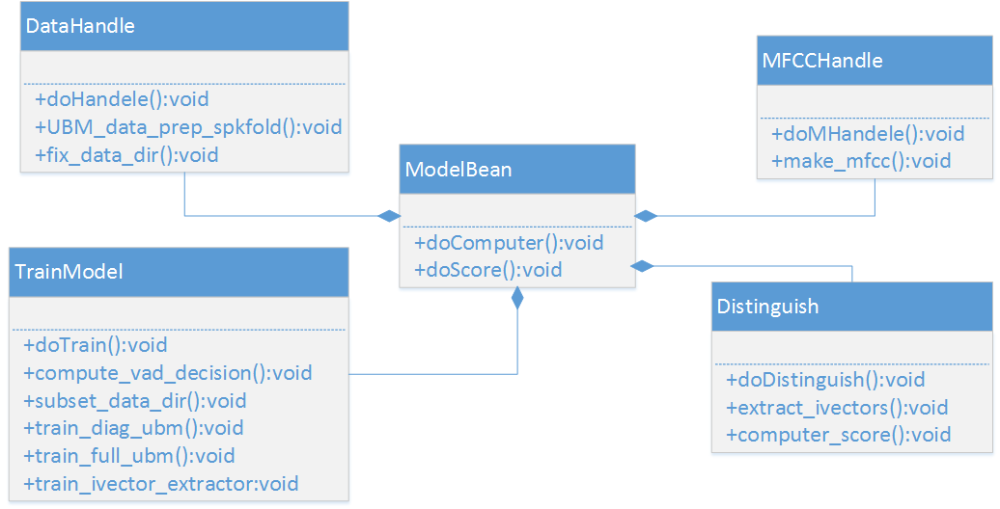 DataHandle
+doHandele():void
+UBM_data_prep_spkfold():void
+fix_data_dir():void
MFCCHandle
+doMHandele():void
+make_mfcc():void
ModelBean
+doComputer():void
+doScore():void
TrainModel
+doTrain():void
+compute_vad_decision():void
+subset_data_dir():void
+train_diag_ubm():void
+train_full_ubm():void
+train_ivector_extractor:void
Distinguish
+doDistinguish():void
+extract_ivectors():void
+computer_score():void